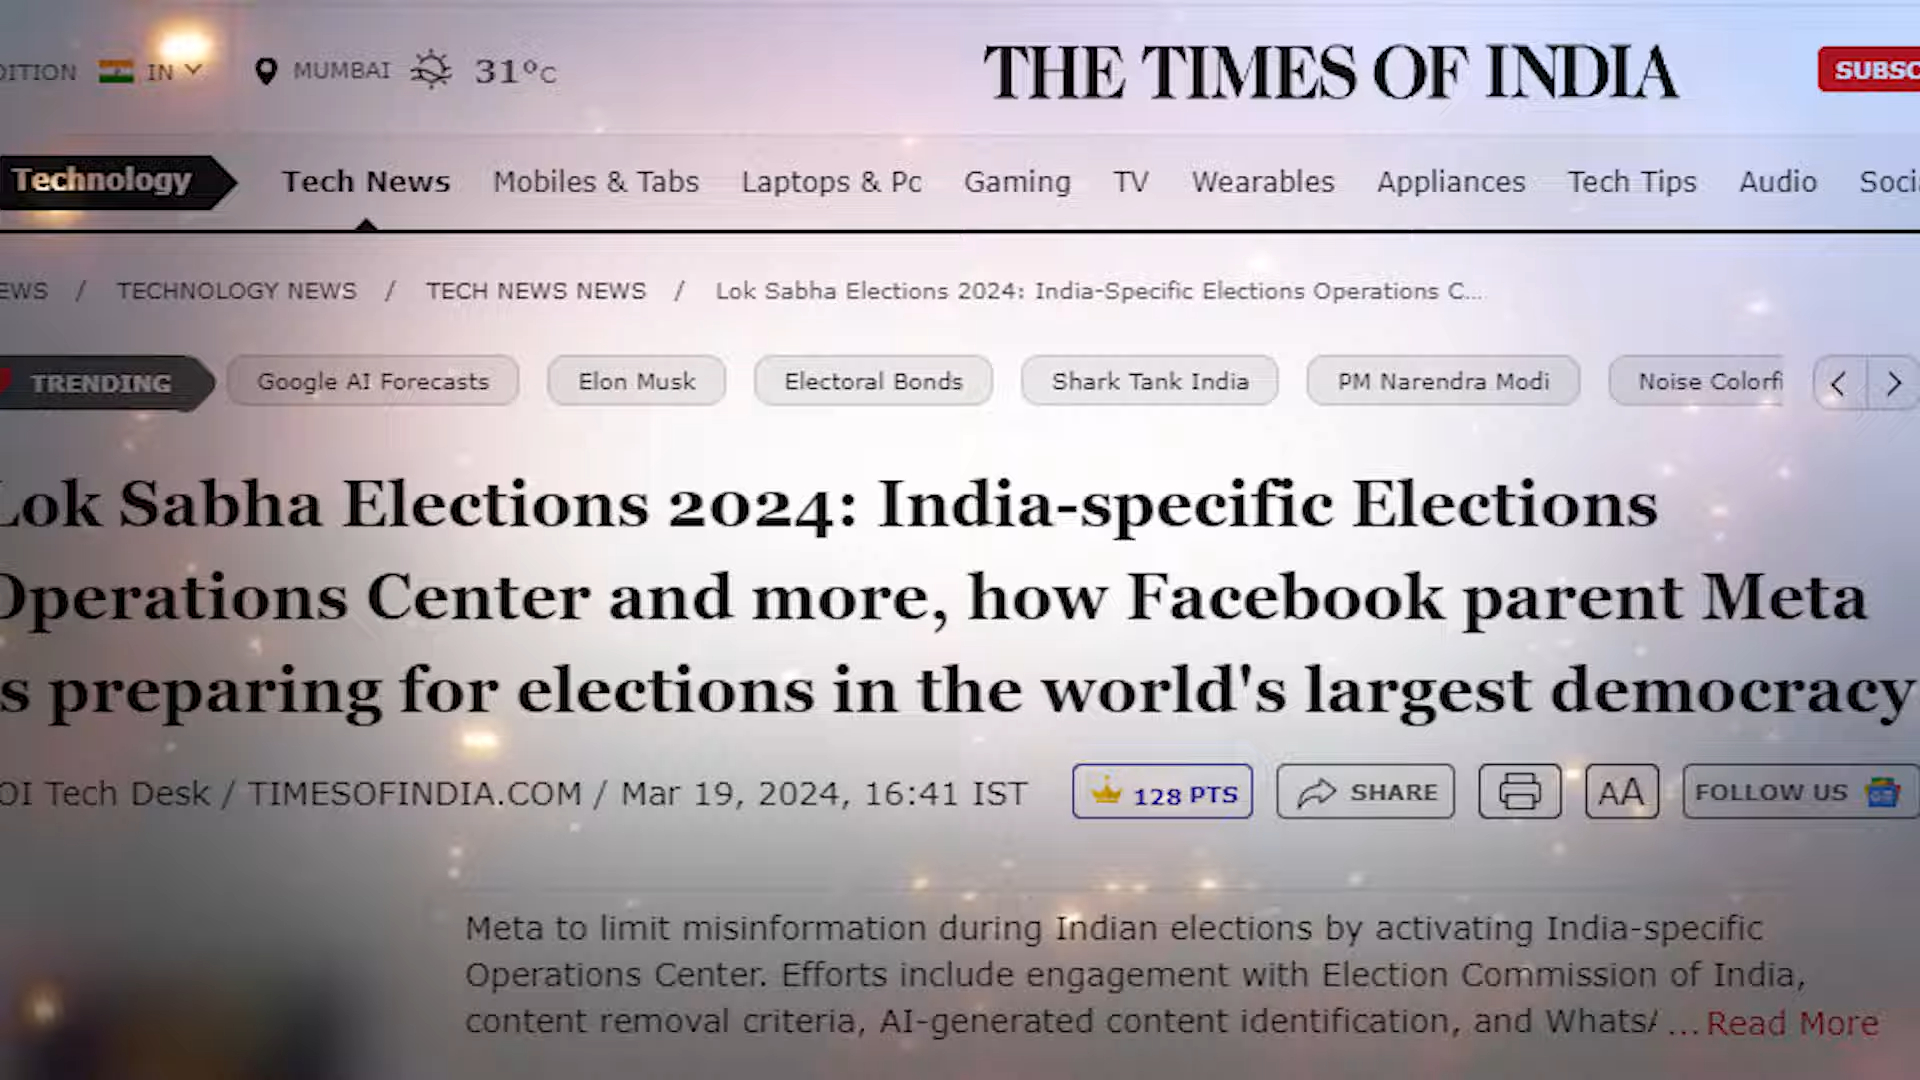 IN
MUMBAI
31°C
THE TIMES OF INDIA
Technology
Tech News
Mobiles & Tabs
Laptops & Pc
Gaming
TV
Wearables
Appliances
Tech Tips
Audio
/ TECHNOLOGY NEWS / TECH NEWS NEWS / Lok Sabha Elections 2024: India-Specific Elections Operations C...
TRENDING
Google AI Forecasts
Elon Musk
Electoral Bonds
Shark Tank India
PM Narendra Modi
Noise
Lok Sabha Elections 2024: India-specific Elections
Operations Center and more, how Facebook parent Meta
s preparing for elections in the world's largest democracy
OI Tech Desk / TIMESOFINDIA.COM / Mar 19, 2024, 16:41 IST
128 PTS
SHARE
AA
FOLLOW US
Meta to limit misinformation during Indian elections by activating India-specific
Operations Center. Efforts include engagement with Election Commission of India,
content removal criteria, AI-generated content identification, and Whats/ ... Read More